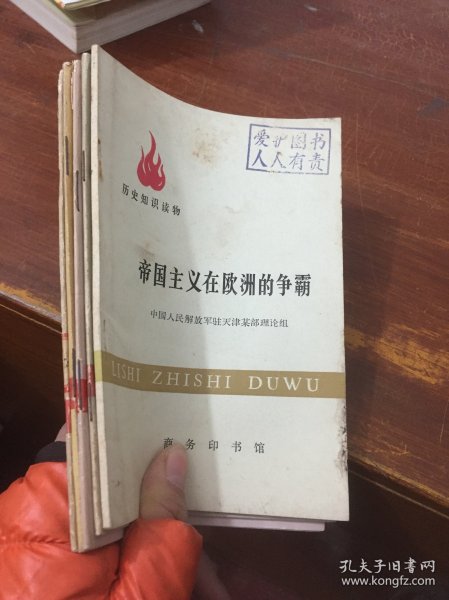 爱护图书
人人有责
历史知识读物
帝国主义在欧洲的争霸
中国人民解放军驻天津某部理论组
LISHI ZHISHI DUWU
商务印书馆
孔夫子旧书网
www.kongfz.com